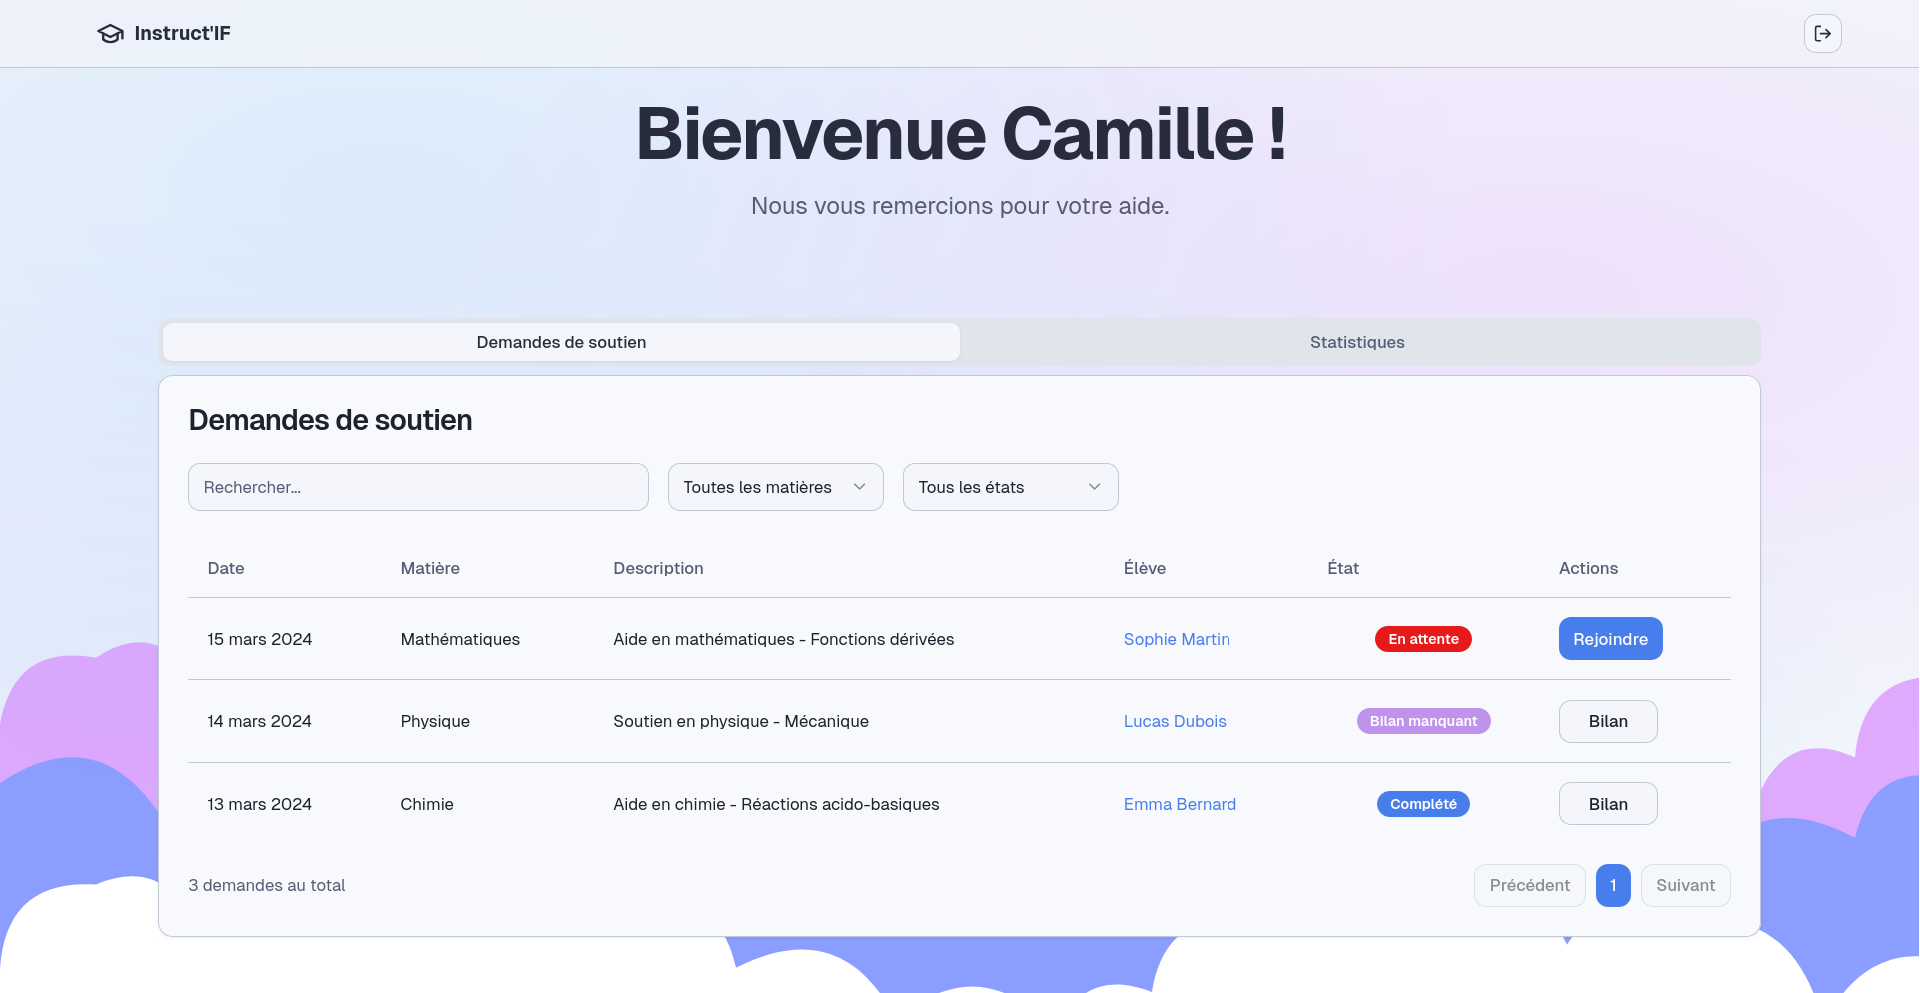 Instruct'IF
Bienvenue Camille !
Nous vous remercions pour votre aide.
Demandes de soutien Statistiques
Demandes de soutien
Rechercher... Toutes les matières Tous les états
Date Matière Description Élève État Actions
15 mars 2024 Mathématiques Aide en mathématiques - Fonctions dérivées Sophie Martin En attente Rejoindre
14 mars 2024 Physique Soutien en physique - Mécanique Lucas Dubois Bilan manquant Bilan
13 mars 2024 Chimie Aide en chimie - Réactions acido-basiques Emma Bernard Complété Bilan
3 demandes au total Précédent 1 Suivant